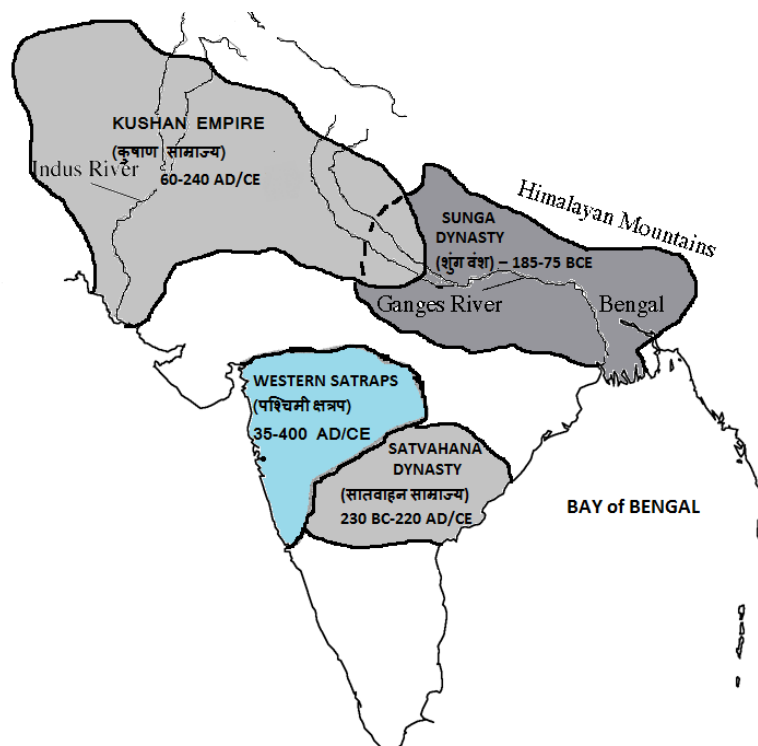 KUSHAN EMPIRE
(कुषाण साम्राज्य)
Indus River
60-240 AD/CE
Himalayan Mountains
SUNGA
DYNASTY
(शुंग वंश) – 185-75 BCE
Ganges River
Bengal
WESTERN SATRAPS
(पश्चिमी क्षत्रप)
35-400 AD/CE
SATVAHANA
DYNASTY
(सातवाहन साम्राज्य)
230 BC-220 AD/CE
BAY of BENGAL